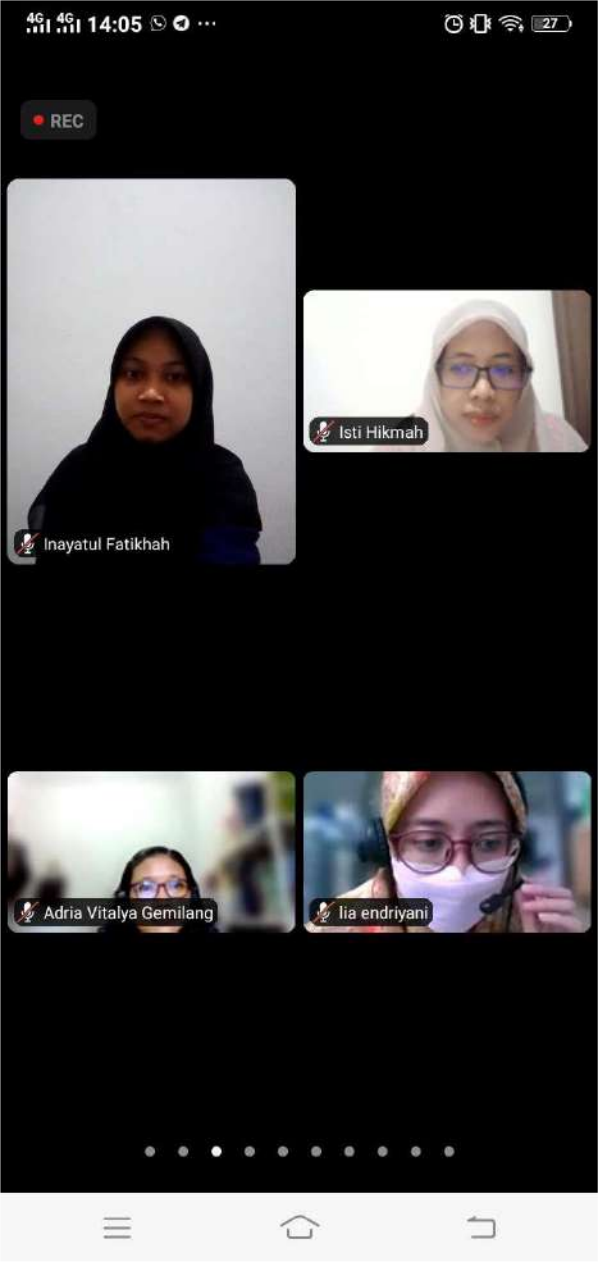 4G 4G 14:05 27
REC
Isti Hikmah
Inayatul Fatikhah
Adria Vitalya Gemilang
lia endriyani